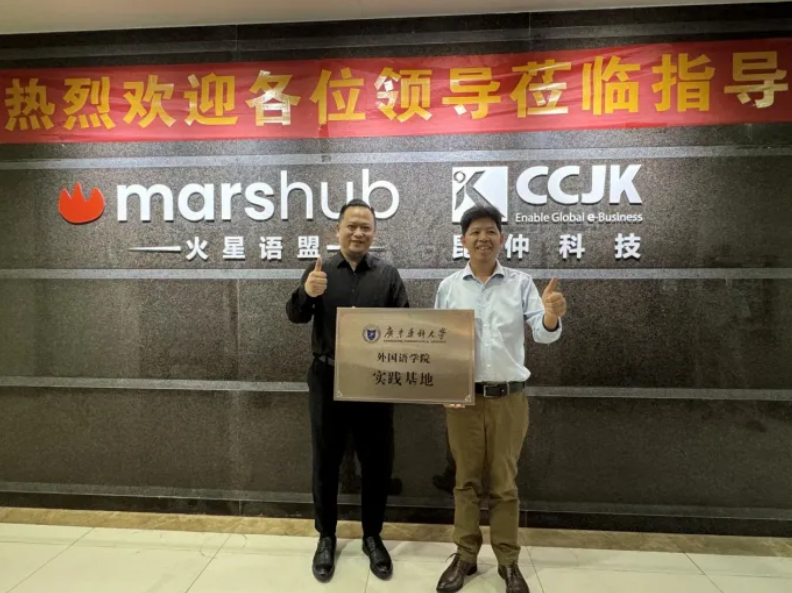 热烈欢迎各位领导莅临指导
marshub
火星语盟
CCJK
Enable Global e-Business
昆仲科技
外国语学院
实践基地